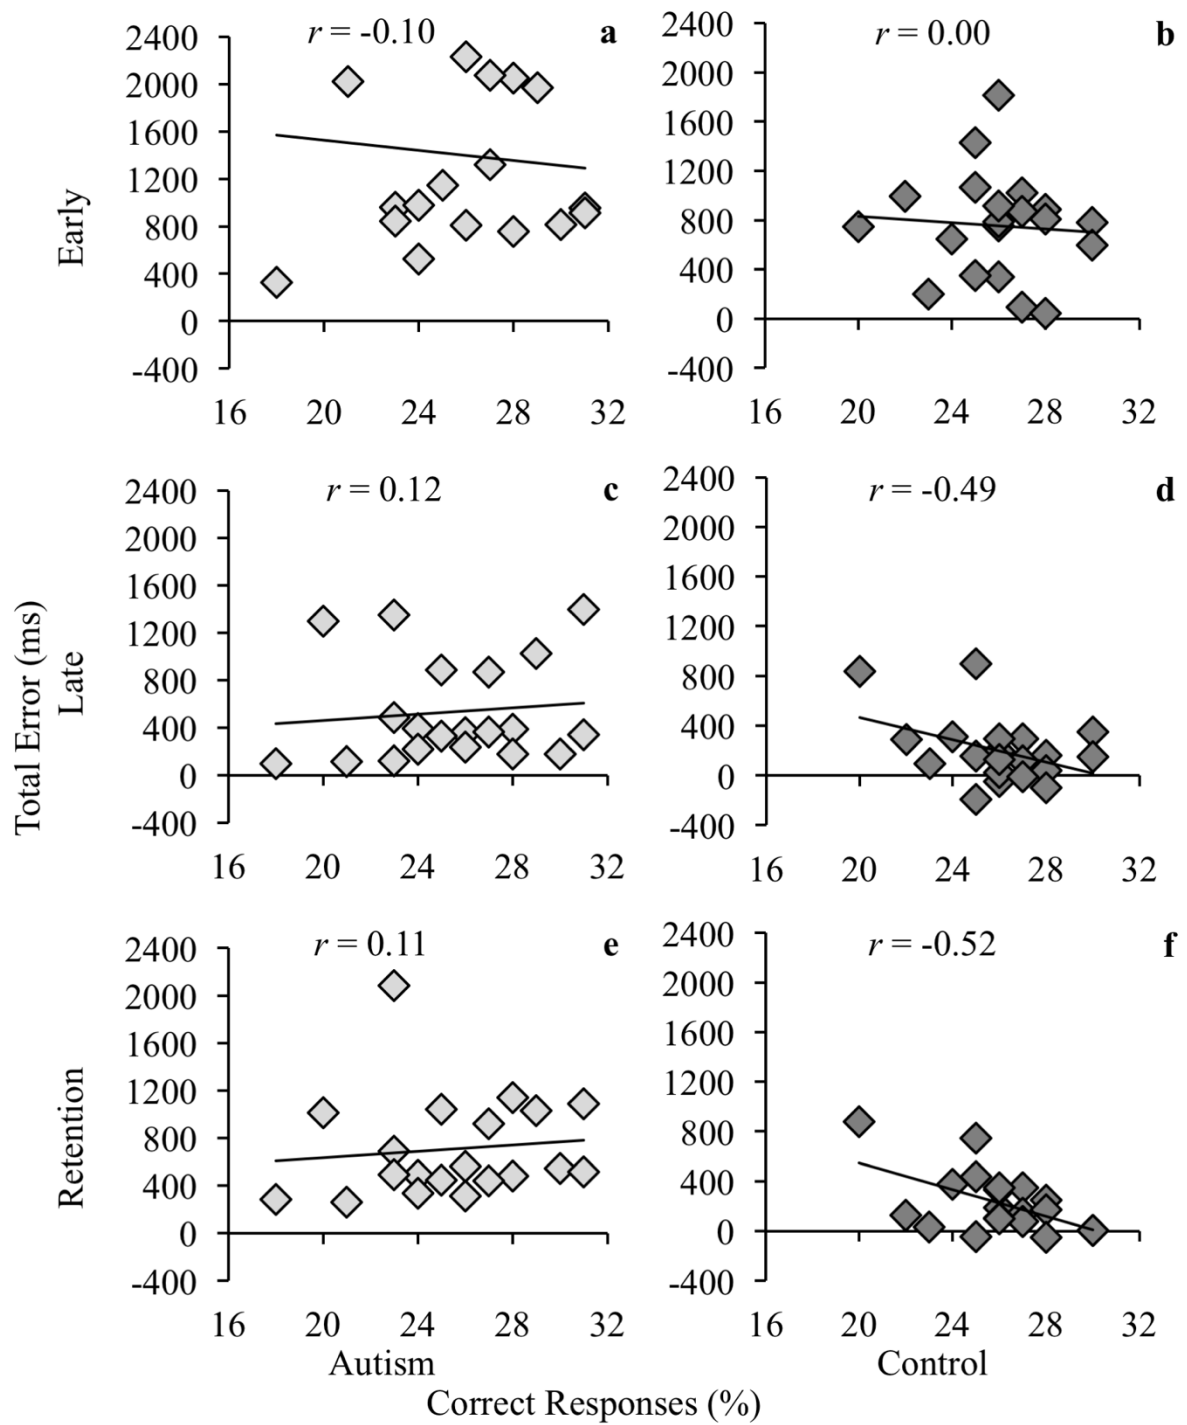 r = -0.10 a
2400
2000
1600
1200
800
400
0
-400
16 20 24 28 32
r = 0.00 b
2400
2000
1600
1200
800
400
0
-400
16 20 24 28 32
Early
r = 0.12 c
2400
2000
1600
1200
800
400
0
-400
16 20 24 28 32
r = -0.49 d
2400
2000
1600
1200
800
400
0
-400
16 20 24 28 32
Total Error (ms)
Late
r = 0.11 e
2400
2000
1600
1200
800
400
0
-400
16 20 24 28 32
r = -0.52 f
2400
2000
1600
1200
800
400
0
-400
16 20 24 28 32
Retention
Autism
Control
Correct Responses (%)